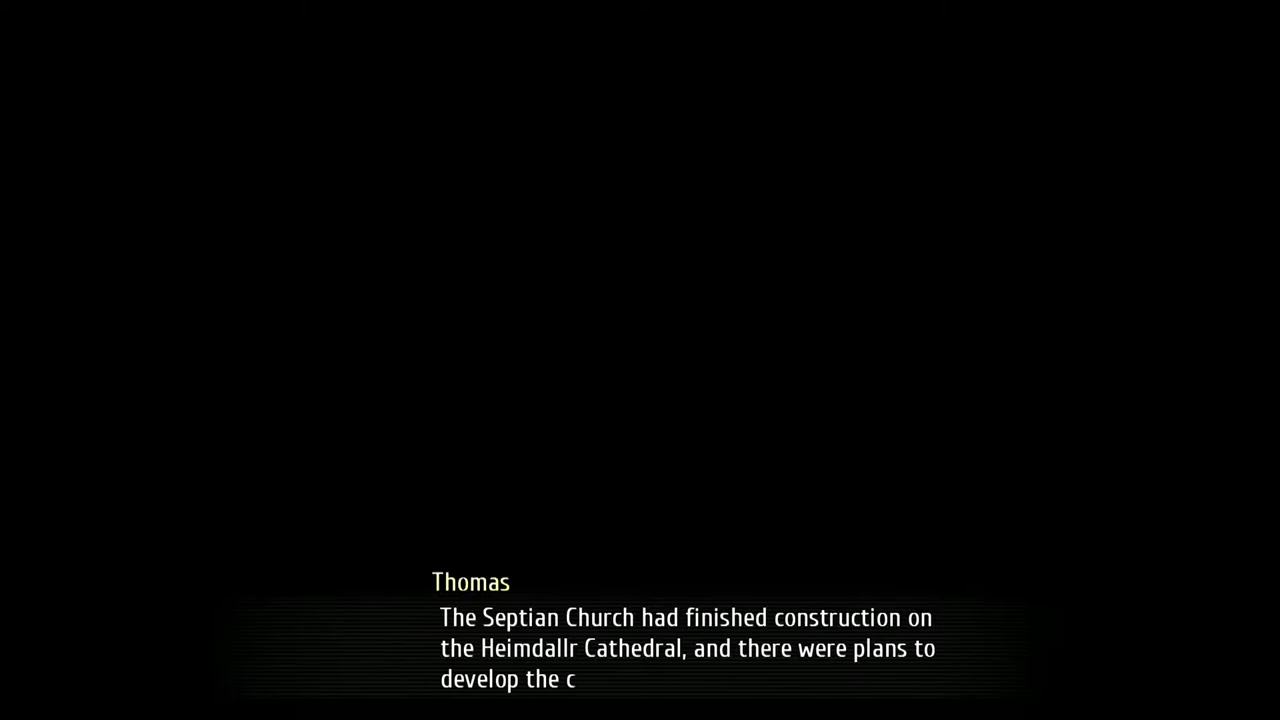 Thomas
The Septian Church had finished construction on
the Heimdallr Cathedral, and there were plans to
develop the c